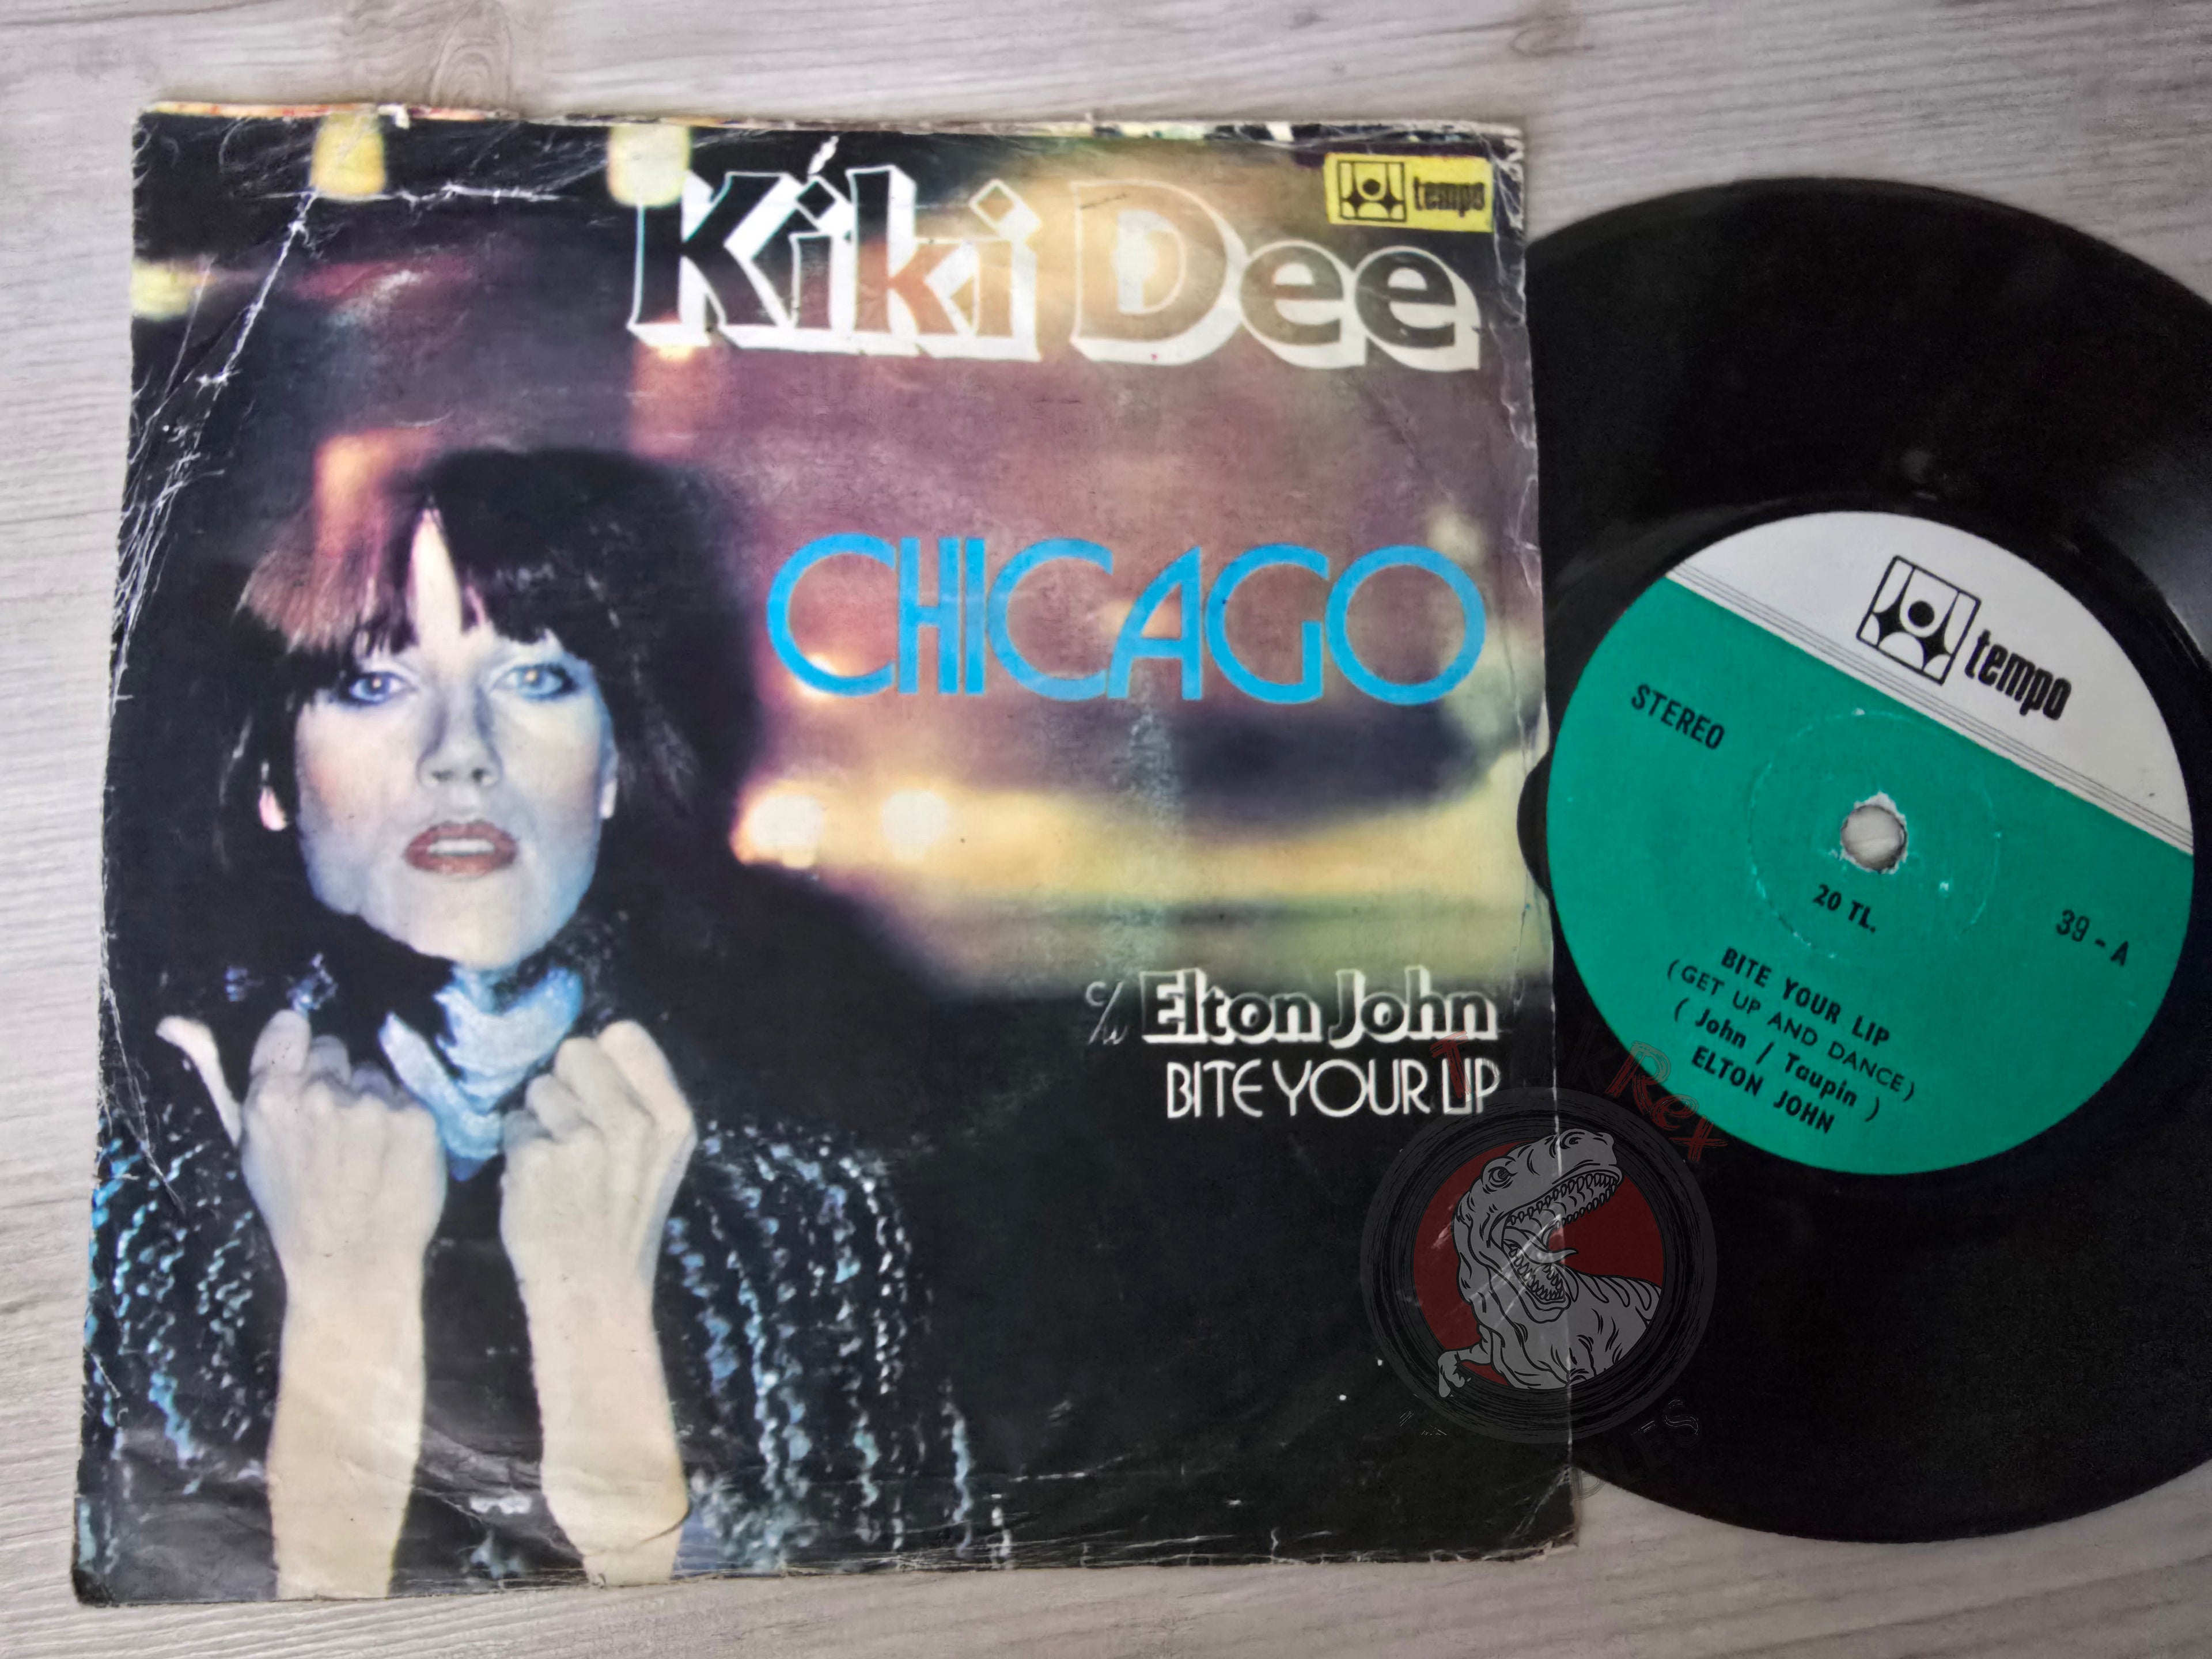 Kiki Dee
tempo
CHICAGO
c/w Elton John
BITE YOUR LIP
tempo
STEREO
20 TL.
39 - A
BITE YOUR LIP
(GET UP AND DANCE)
( John / Taupin )
ELTON JOHN